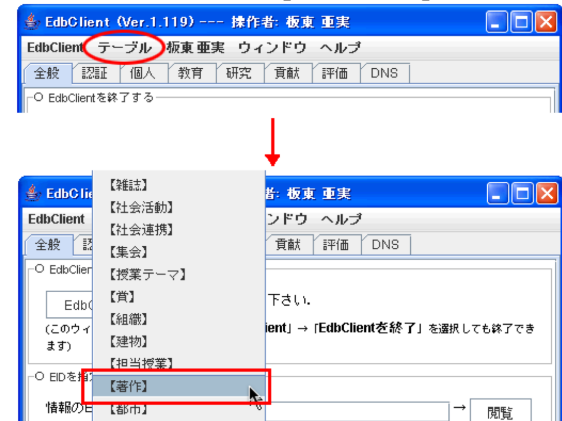 EdbClient (Ver.1.119) --- 操作者: 板東 亜実
EdbClient テーブル 板東 亜実 ウィンドウ ヘルプ
全般 認証 個人 教育 研究 貢献 評価 DNS
EdbClientを終了する
EdbClie 者: 板東 亜実
EdbClient ンドウ ヘルプ
全般 認 貢献 評価 DNS
EdbClien
EdbC 下さい.
(このウィ ient」 → 「EdbClientを終了」 を選択しても終了でき
ます)
EIDを指定
情報のE → 閲覧
【雑誌】
【社会活動】
【社会連携】
【集会】
【授業テーマ】
【賞】
【組織】
【建物】
【担当授業】
【著作】
【都市】